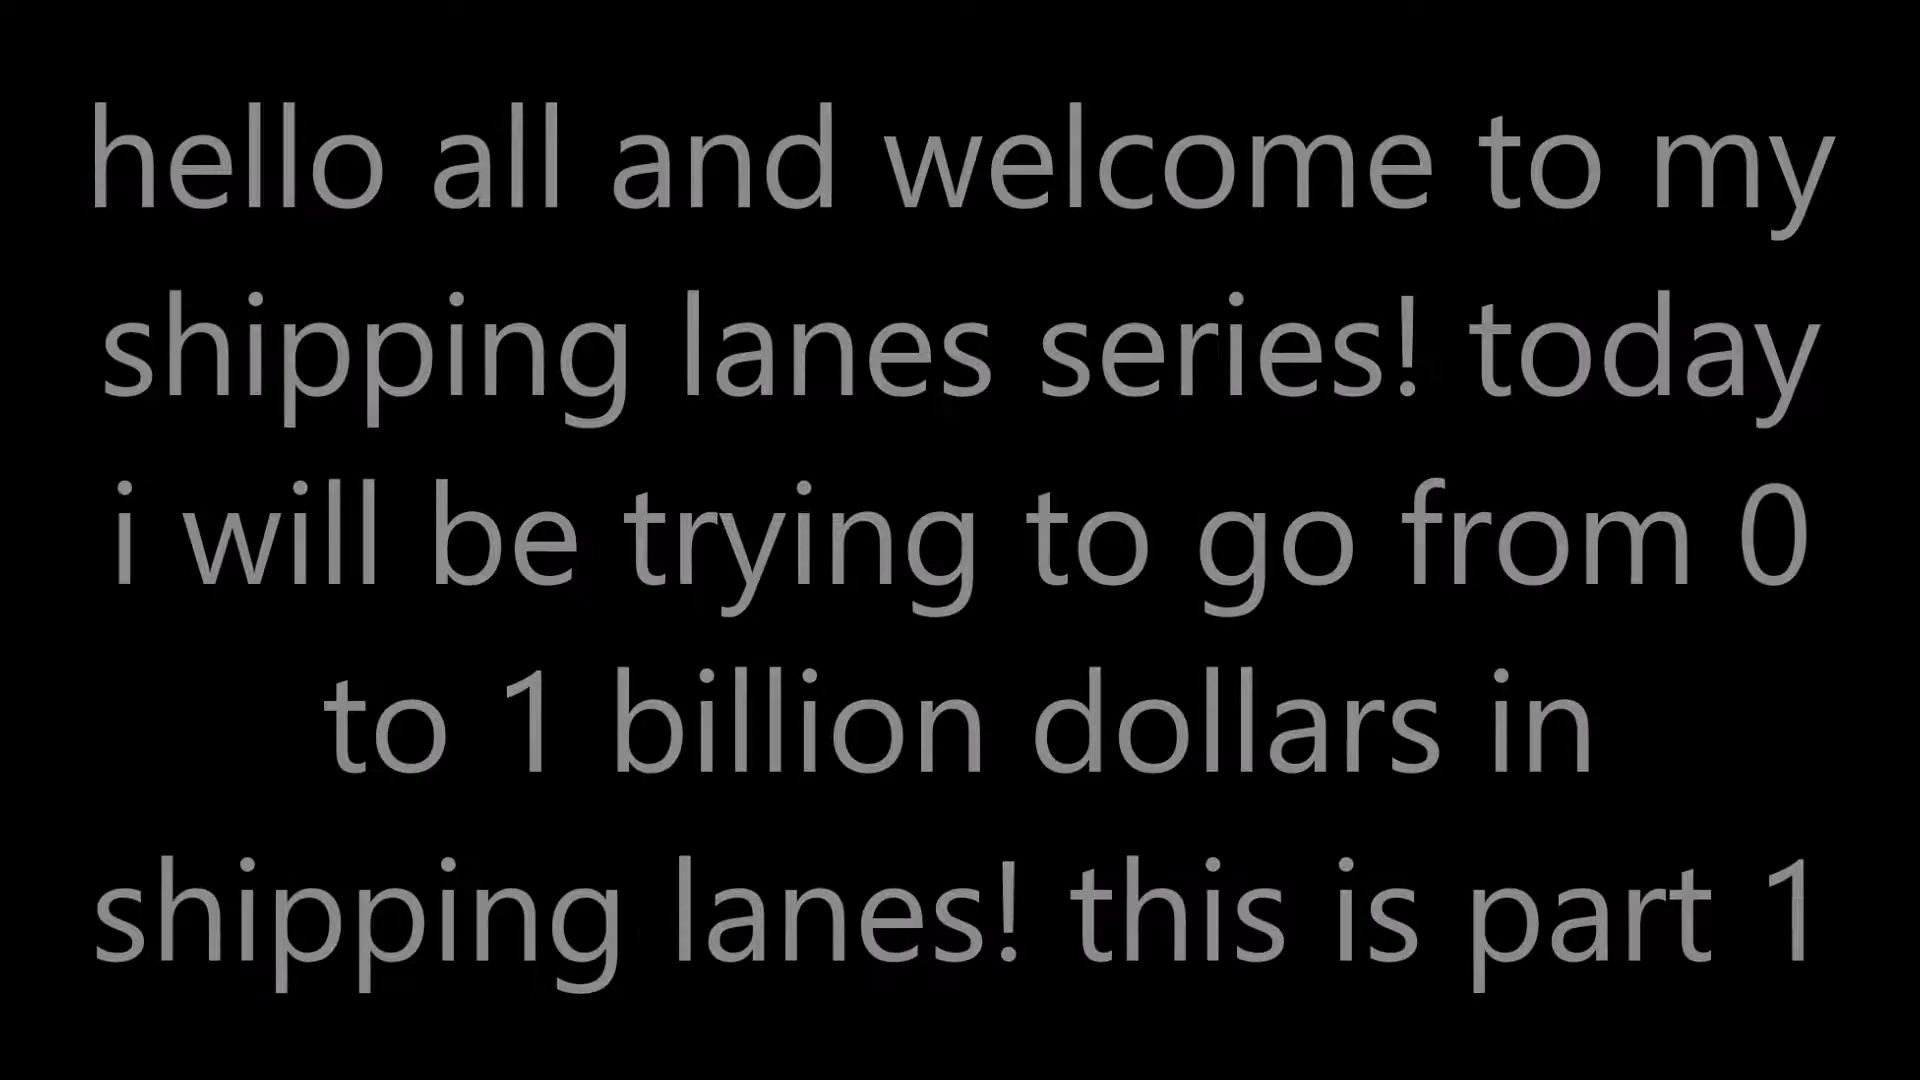 hello all and welcome to my
shipping lanes series! today
i will be trying to go from 0
to 1 billion dollars in
shipping lanes! this is part 1